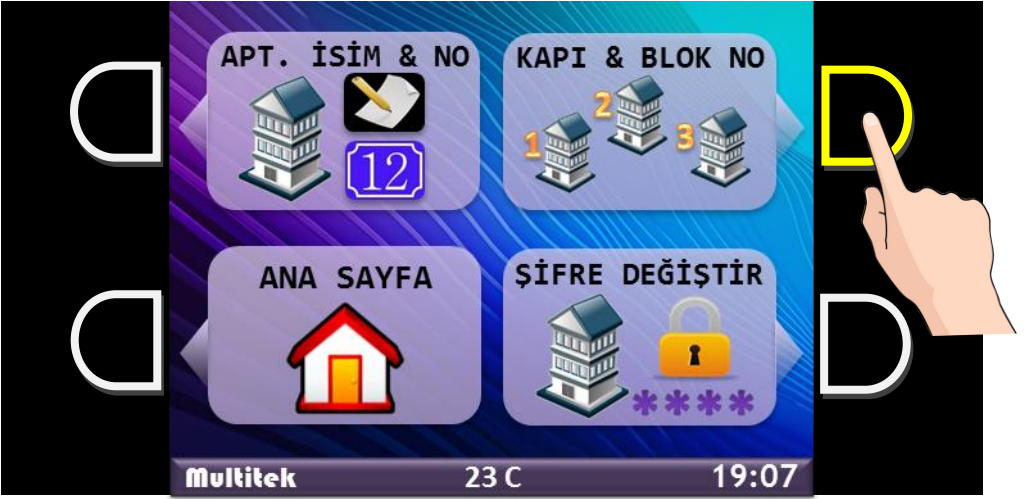 APT. İSİM & NO
KAPI & BLOK NO
12
1
2
3
ANA SAYFA
ŞİFRE DEĞİŞTİR
****
Multitek
23 C
19:07